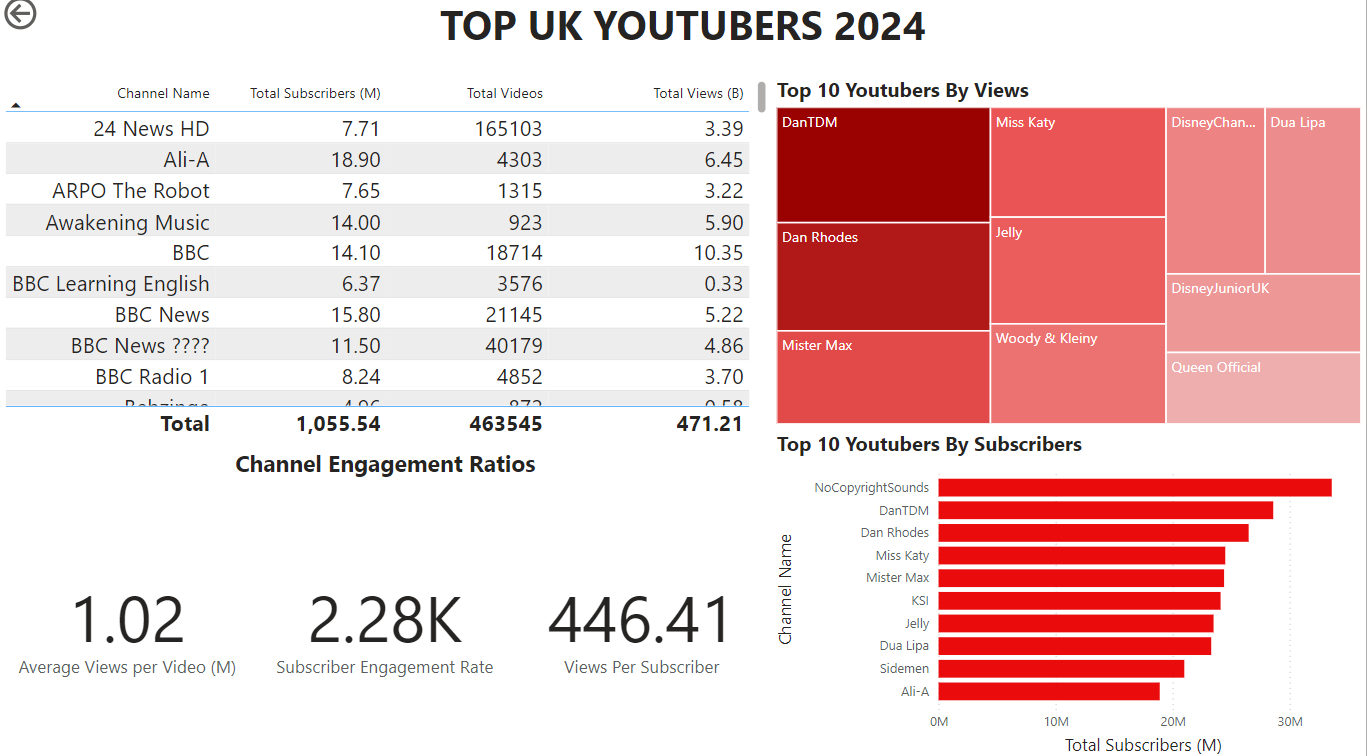 TOP UK YOUTUBERS 2024
Channel Name Total Subscribers (M) Total Videos Total Views (B)
24 News HD 7.71 165103 3.39
Ali-A 18.90 4303 6.45
ARPO The Robot 7.65 1315 3.22
Awakening Music 14.00 923 5.90
BBC 14.10 18714 10.35
BBC Learning English 6.37 3576 0.33
BBC News 15.80 21145 5.22
BBC News ???? 11.50 40179 4.86
BBC Radio 1 8.24 4852 3.70
Total 1,055.54 463545 471.21
Channel Engagement Ratios
1.02
Average Views per Video (M)
2.28K
Subscriber Engagement Rate
446.41
Views Per Subscriber
Top 10 Youtubers By Views
DanTDM
Dan Rhodes
Mister Max
Miss Katy
Jelly
Woody & Kleiny
DisneyChan...
Dua Lipa
DisneyJuniorUK
Queen Official
Top 10 Youtubers By Subscribers
Channel Name
NoCopyrightSounds
DanTDM
Dan Rhodes
Miss Katy
Mister Max
KSI
Jelly
Dua Lipa
Sidemen
Ali-A
0M 10M 20M 30M
Total Subscribers (M)